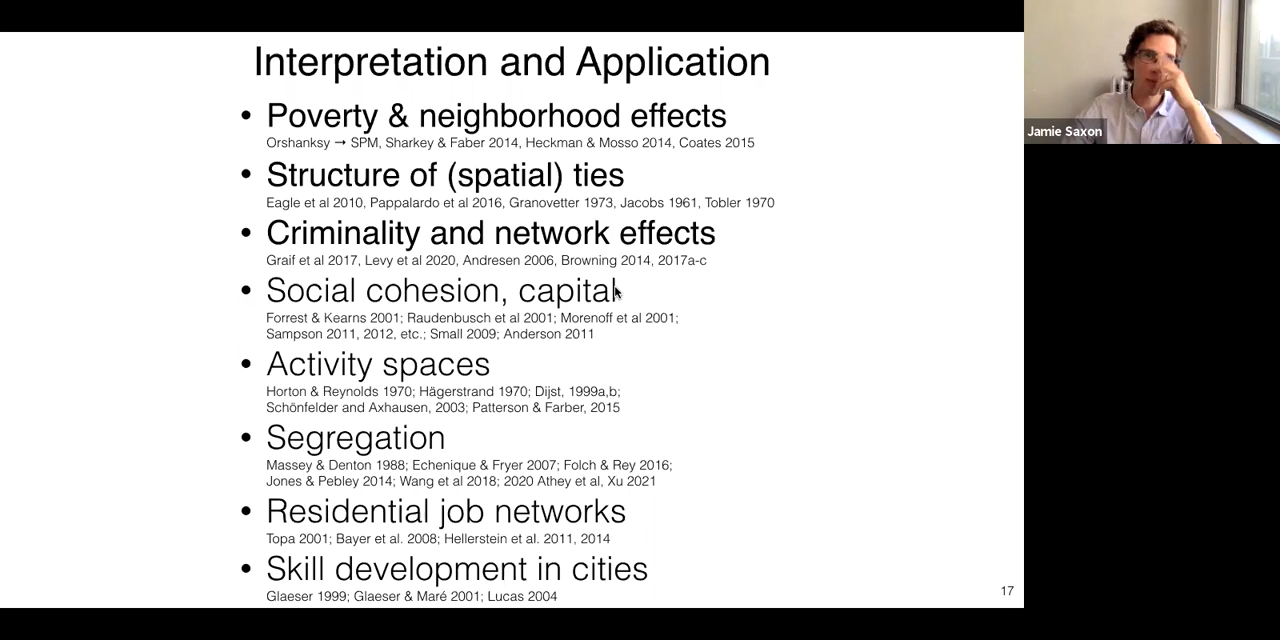 Interpretation and Application
• Poverty & neighborhood effects
Orshanksy → SPM, Sharkey & Faber 2014, Heckman & Mosso 2014, Coates 2015
• Structure of (spatial) ties
Eagle et al 2010, Pappalardo et al 2016, Granovetter 1973, Jacobs 1961, Tobler 1970
• Criminality and network effects
Graif et al 2017, Levy et al 2020, Andresen 2006, Browning 2014, 2017a-c
• Social cohesion, capital
Forrest & Kearns 2001; Raudenbusch et al 2001; Morenoff et al 2001;
Sampson 2011, 2012, etc.; Small 2009; Anderson 2011
• Activity spaces
Horton & Reynolds 1970; Hägerstrand 1970; Dijst, 1999a,b;
Schönfelder and Axhausen, 2003; Patterson & Farber, 2015
• Segregation
Massey & Denton 1988; Echenique & Fryer 2007; Folch & Rey 2016;
Jones & Pebley 2014; Wang et al 2018; 2020 Athey et al, Xu 2021
• Residential job networks
Topa 2001; Bayer et al. 2008; Hellerstein et al. 2011, 2014
• Skill development in cities
Glaeser 1999; Glaeser & Maré 2001; Lucas 2004
17
Jamie Saxon